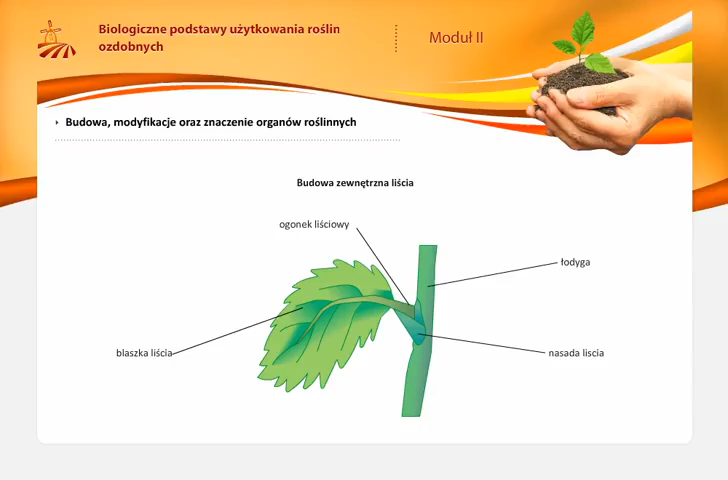 Biologiczne podstawy użytkowania roślin
ozdobnych
Moduł II
Budowa, modyfikacje oraz znaczenie organów roślinnych
Budowa zewnętrzna liścia
ogonek liściowy
łodyga
blaszka liścia
nasada liscia